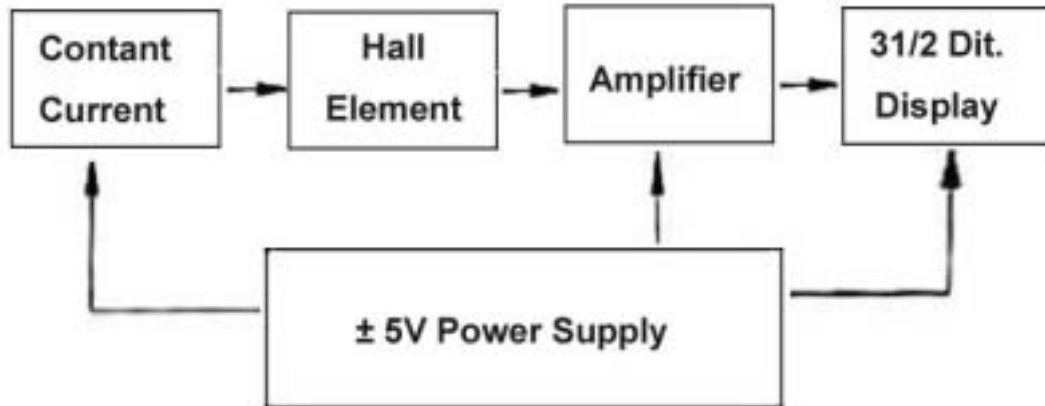 Contant
Current
Hall
Element
Amplifier
31/2 Dit.
Display
± 5V Power Supply